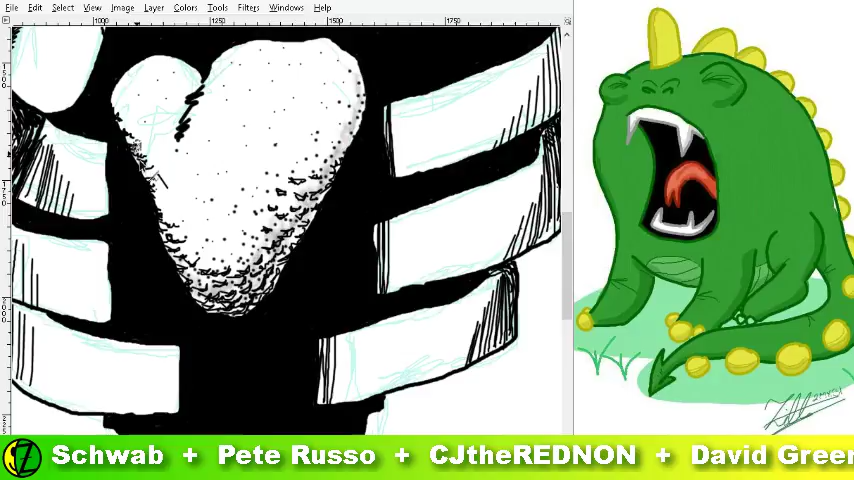 File Edit Select View Image Layer Colors Tools Filters Windows Help
1000 1250 1500 1750
Schwab + Pete Russo + CJtheREDNON + David Greer